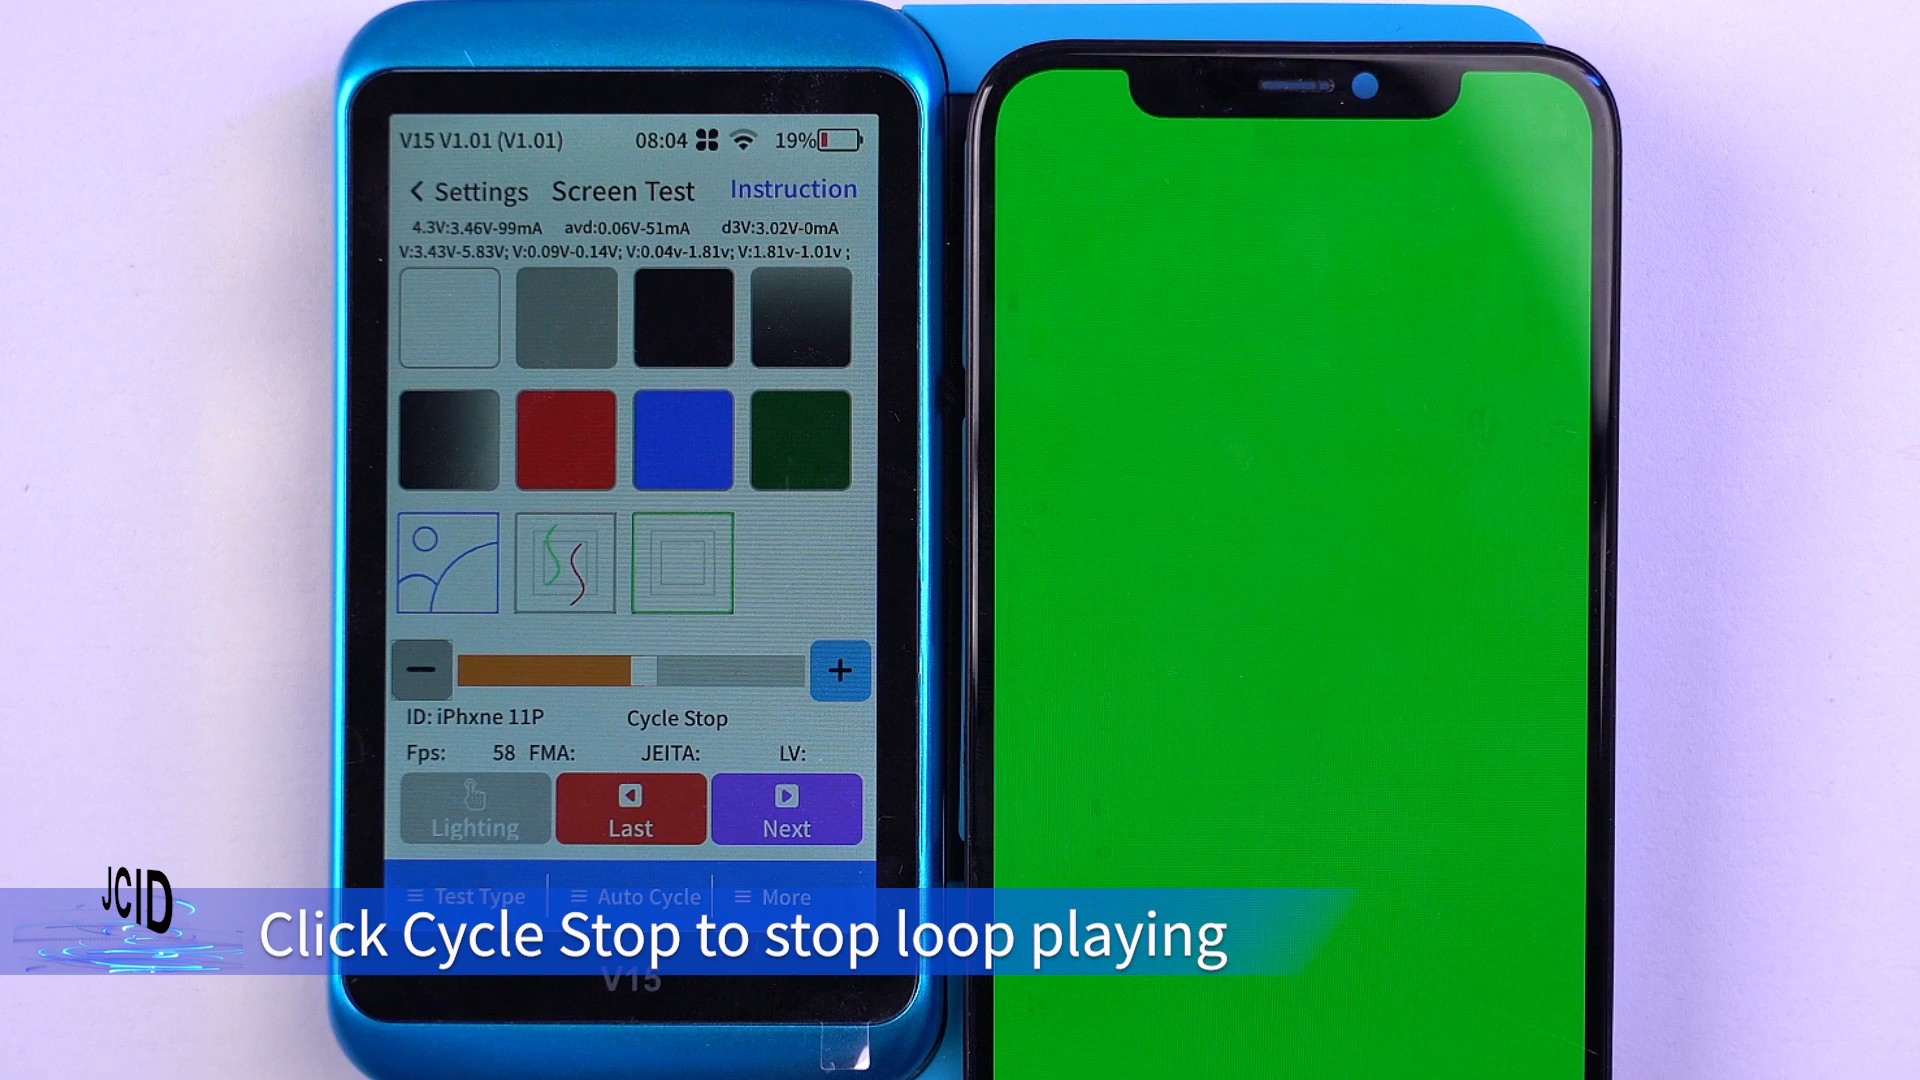 V15 V1.01 (V1.01) 08:04 19%
Settings Screen Test Instruction
4.3V:3.46V-99mA avd:0.06V-51mA d3V:3.02V-0mA
V:3.43V-5.83V; V:0.09V-0.14V; V:0.04v-1.81v; V:1.81v-1.01v ;
ID: iPhxne 11P Cycle Stop
Fps: 58 FMA: JEITA: LV:
Lighting Last Next
Test Type Auto Cycle More
JCID
Click Cycle Stop to stop loop playing
V15